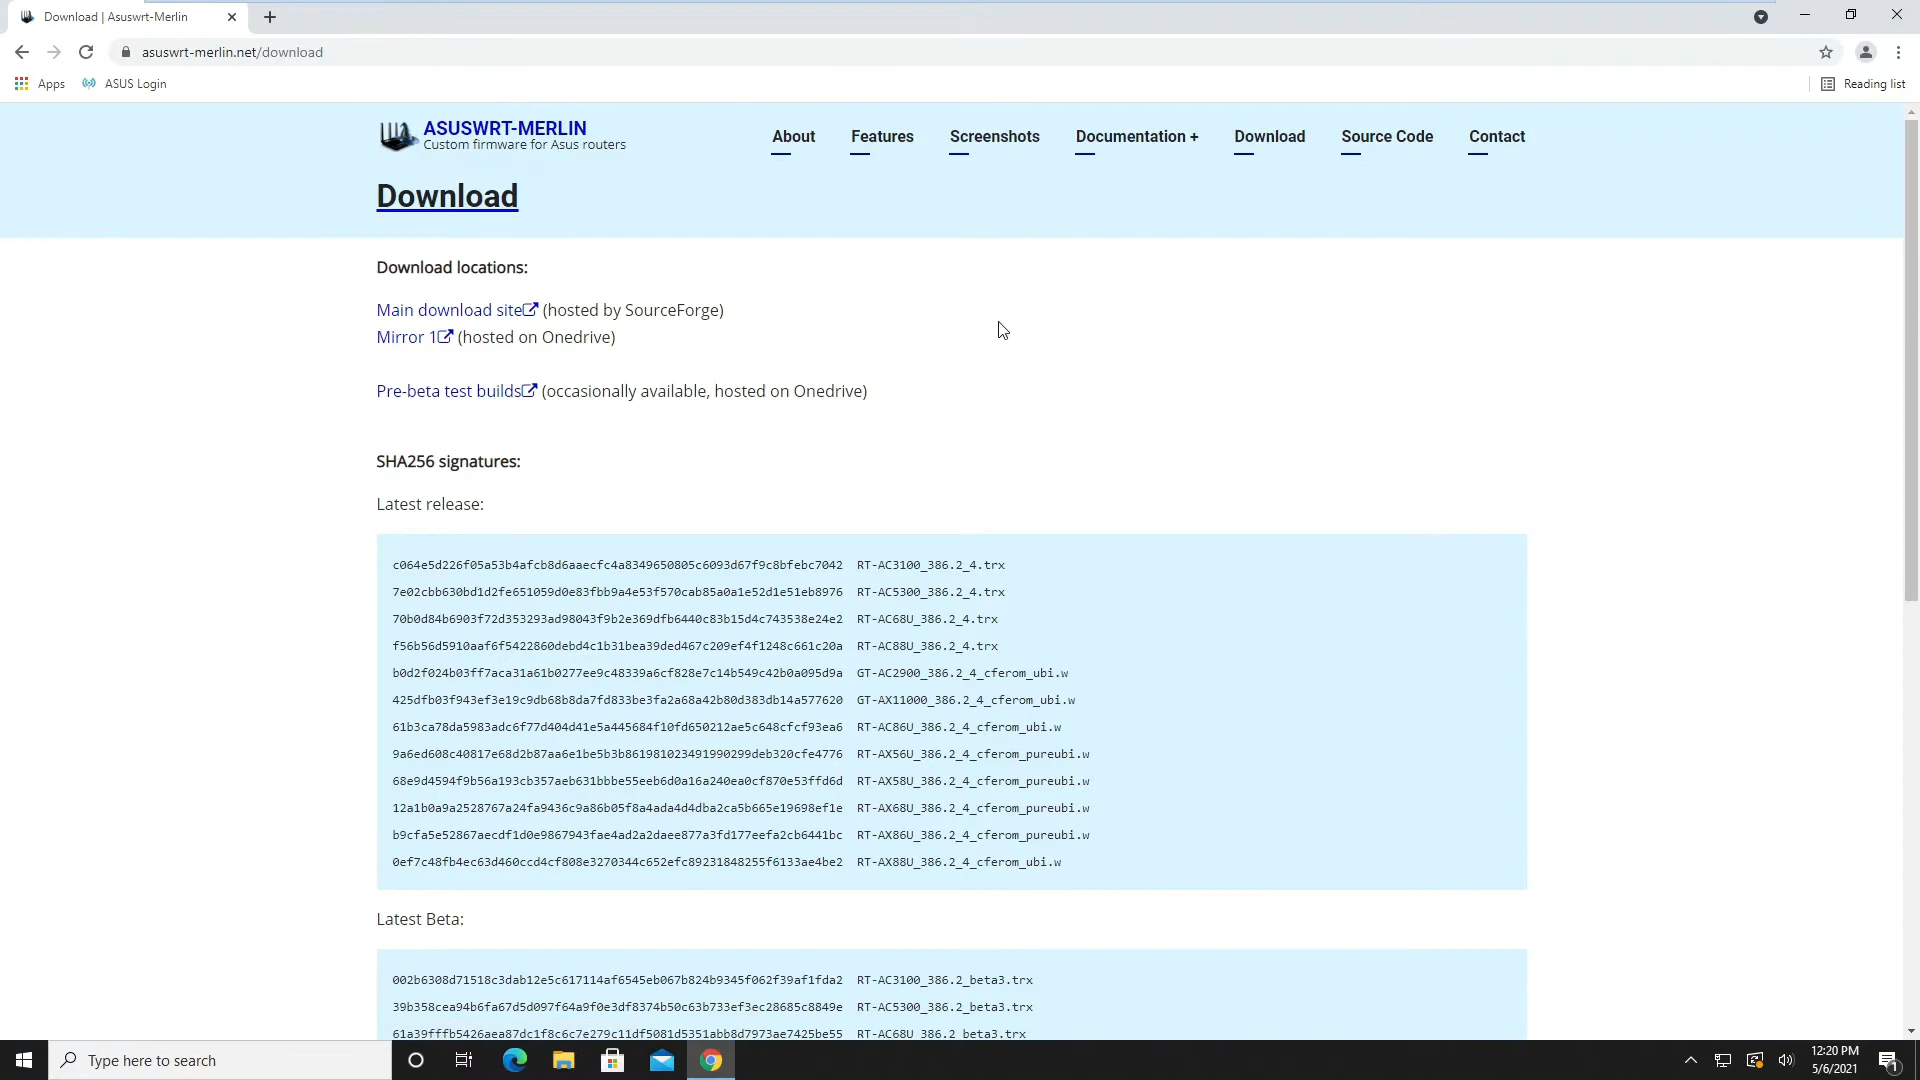 Download | Asuswrt-Merlin
asuswrt-merlin.net/download
Apps ASUS Login Reading list
ASUSWRT-MERLIN
Custom firmware for Asus routers
About Features Screenshots Documentation + Download Source Code Contact
Download
Download locations:
Main download site (hosted by SourceForge)
Mirror 1 (hosted on Onedrive)
Pre-beta test builds (occasionally available, hosted on Onedrive)
SHA256 signatures:
Latest release:
c064e5d226f05a53b4afcb8d6aaecfc4a8349650805c6093d67f9c8bfebc7042 RT-AC3100_386.2_4.trx
7e02cbb630bd1d2fe651059d0e83fbb9a4e53f570cab85a0a1e52d1e51eb8976 RT-AC5300_386.2_4.trx
70b0d84b6903f72d353293ad98043f9b2e369dfb6440c83b15d4c743538e24e2 RT-AC68U_386.2_4.trx
f56b56d5910aaf6f5422860debd4c1b31bea39ded467c209ef4f1248c661c20a RT-AC88U_386.2_4.trx
b0d2f024b03ff7aca31a61b0277ee9c48339a6cf828e7c14b549c42b0a095d9a GT-AC2900_386.2_4_cferom_ubi.w
425dfb03f943ef3e19c9db68b8da7fd833be3fa2a68a42b80d383db14a577620 GT-AX11000_386.2_4_cferom_ubi.w
61b3ca78da5983adc6f77d404d41e5a445684f10fd650212ae5c648cfcf93ea6 RT-AC86U_386.2_4_cferom_ubi.w
9a6ed608c40817e68d2b87aa6e1be5b3b861981023491990299deb320cfe4776 RT-AX56U_386.2_4_cferom_pureubi.w
68e9d4594f9b56a193cb357aeb631bbbe55eeb6d0a16a240ea0cf870e53ffd6d RT-AX58U_386.2_4_cferom_pureubi.w
12a1b0a9a2528767a24fa9436c9a86b05f8a4ada4d4dba2ca5b665e19698ef1e RT-AX68U_386.2_4_cferom_pureubi.w
b9cfa5e52867aecdf1d0e9867943fae4ad2a2daee877a3fd177eefa2cb6441bc RT-AX86U_386.2_4_cferom_pureubi.w
0ef7c48fb4ec63d460ccd4cf808e3270344c652efc89231848255f6133ae4be2 RT-AX88U_386.2_4_cferom_ubi.w
Latest Beta:
002b6308d71518c3dab12e5c617114af6545eb067b824b9345f062f39af1fda2 RT-AC3100_386.2_beta3.trx
39b358cea94b6fa67d5d097f64a9f0e3df8374b50c63b733ef3ec28685c8849e RT-AC5300_386.2_beta3.trx
61a39fffb5426aea87dc1f8c6c7e279c11df5081d5351abb8d7973ae7425be55 RT-AC68U_386.2_beta3.trx
Type here to search
12:20 PM
5/6/2021
1